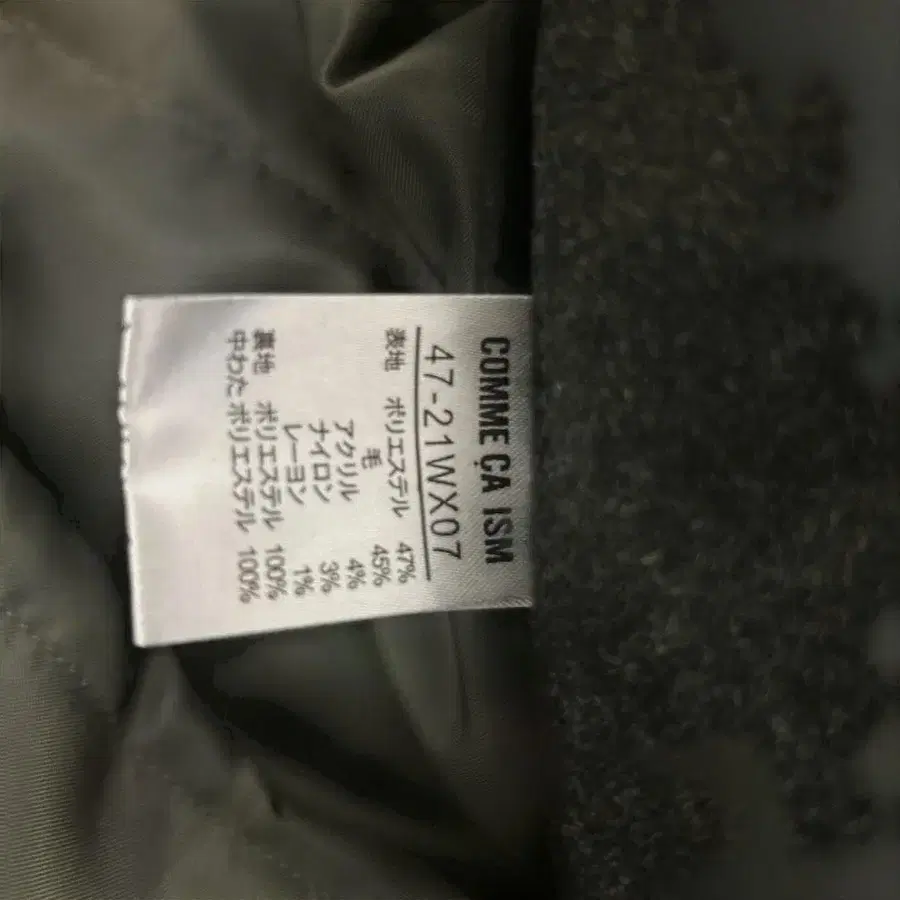 COMME ÇA ISM
47-21WX07
表地 ポリエステル 47%
毛 45%
アクリル 4%
ナイロン 3%
レーヨン 1%
裏地 ポリエステル 100%
中わた ポリエステル 100%